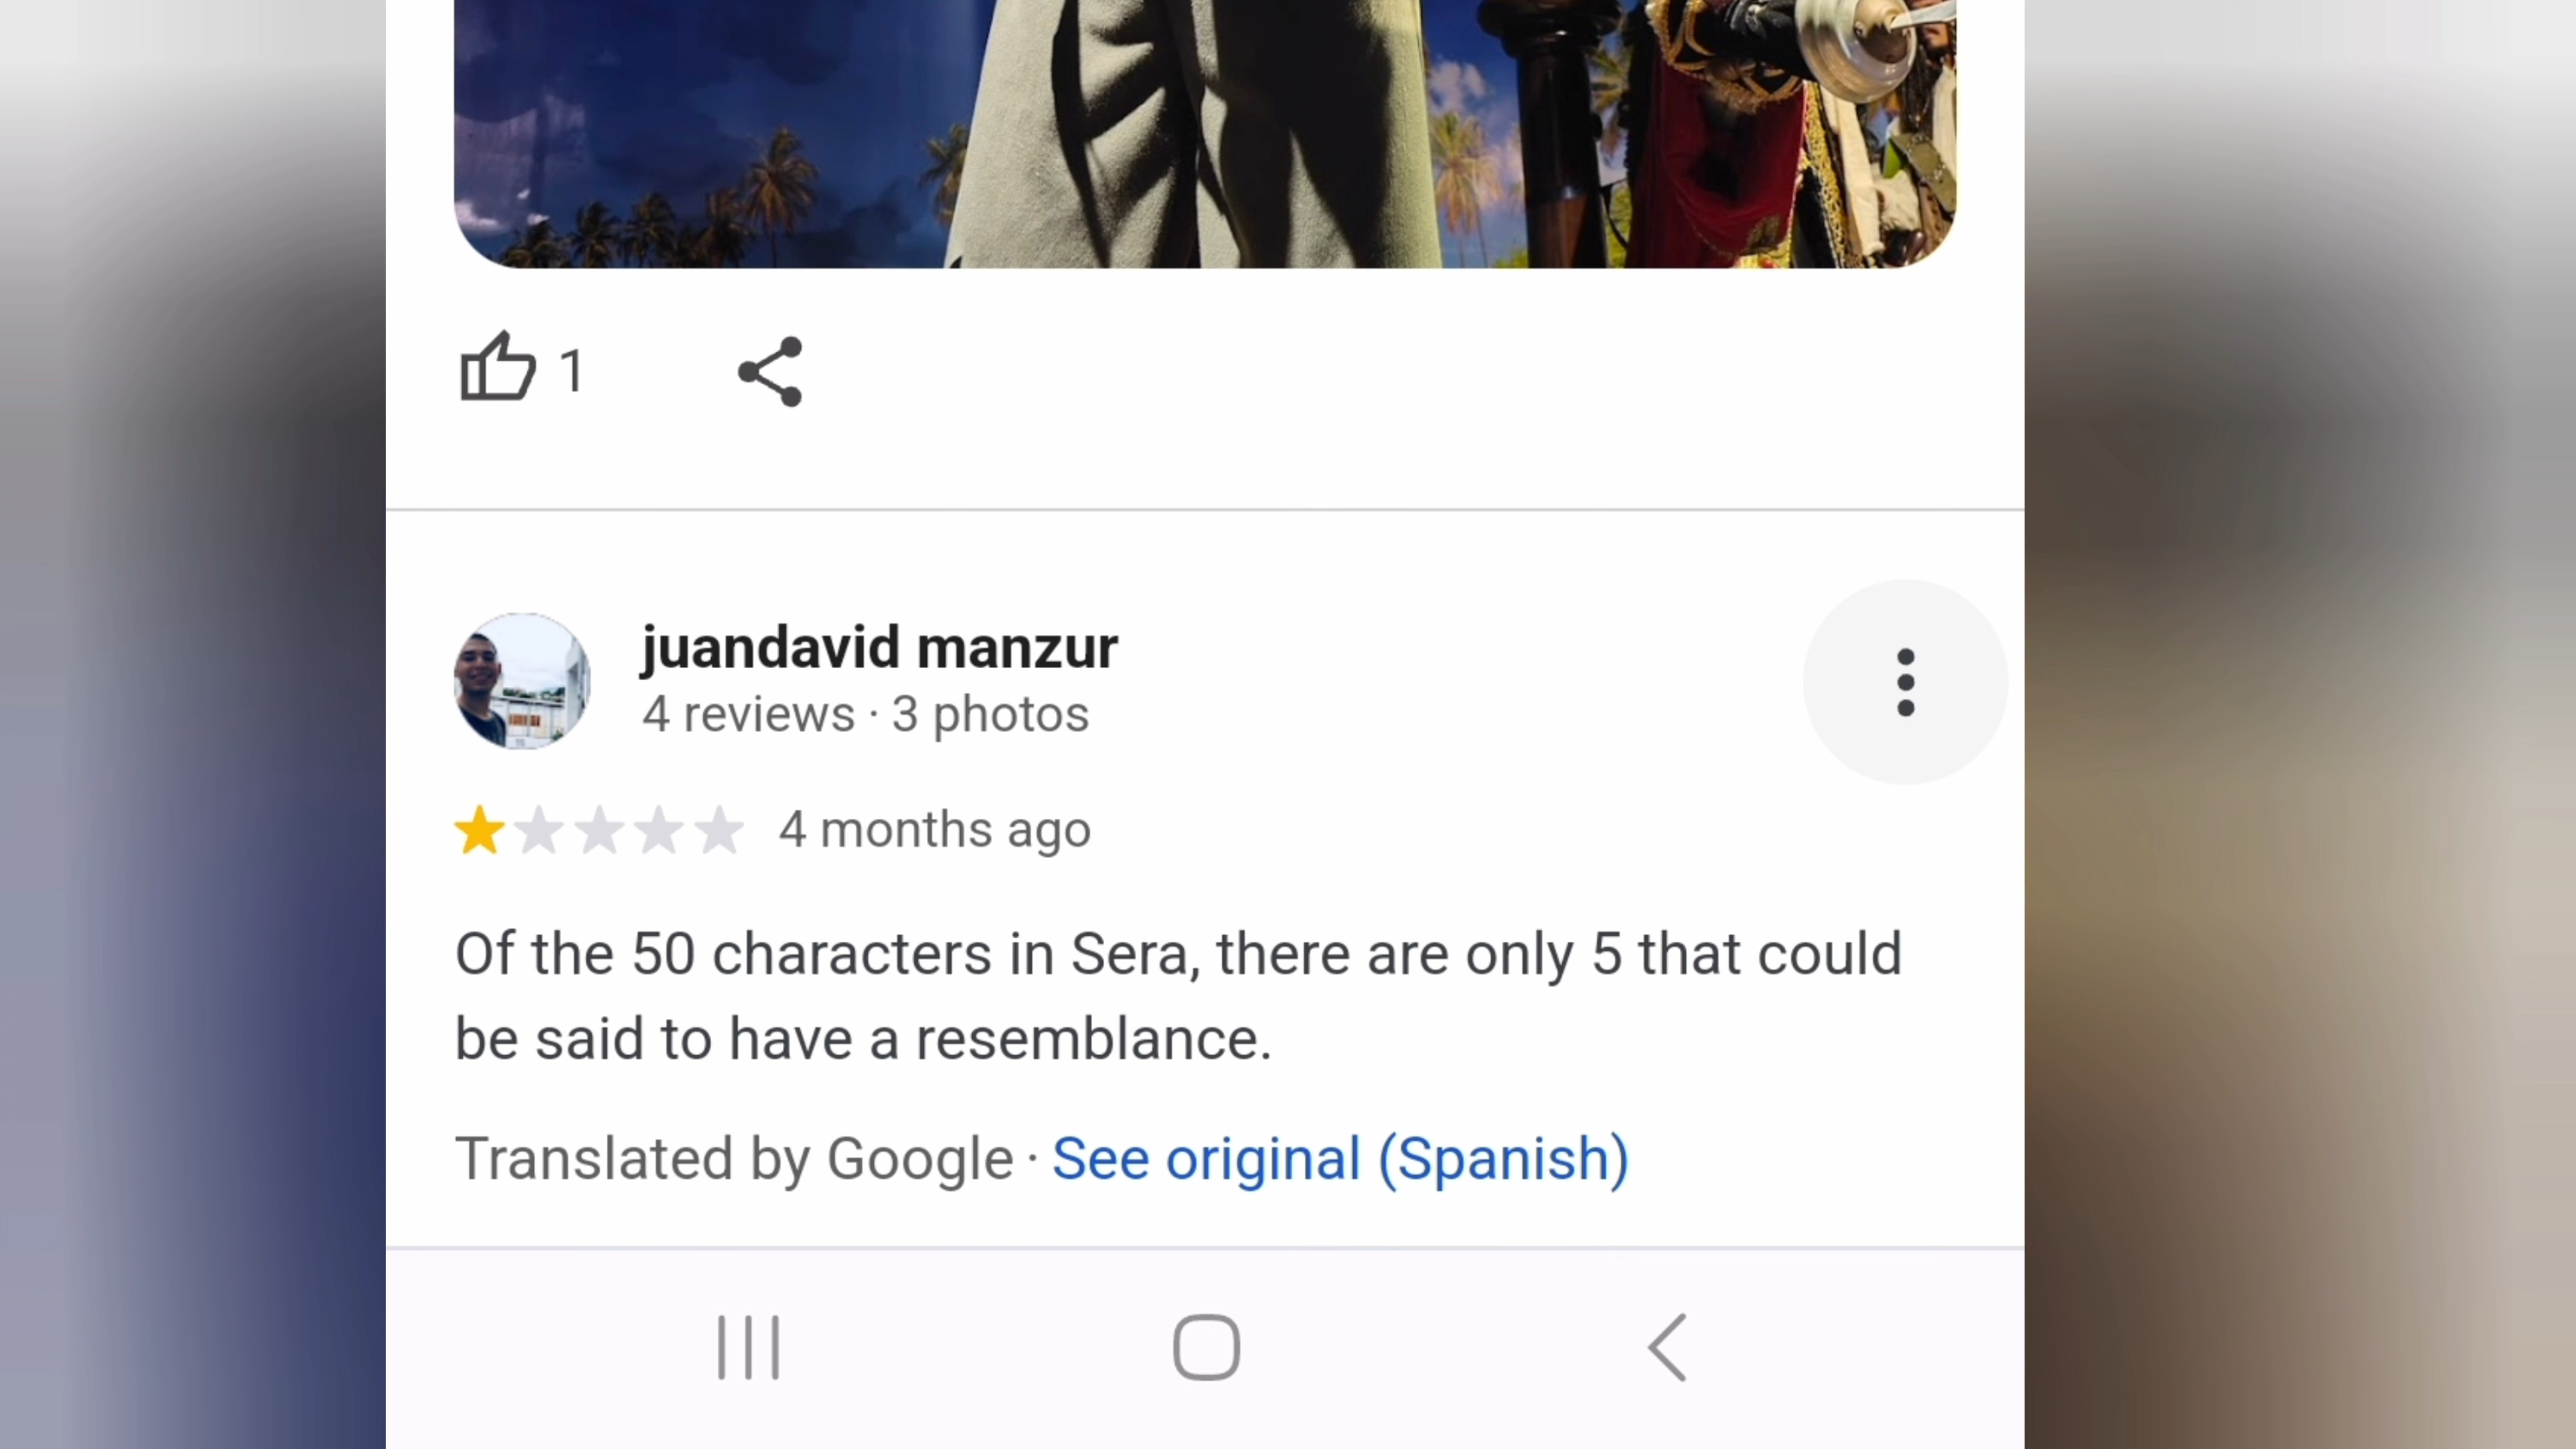 1
juandavid manzur
4 reviews · 3 photos
4 months ago
Of the 50 characters in Sera, there are only 5 that could
be said to have a resemblance.
Translated by Google · See original (Spanish)